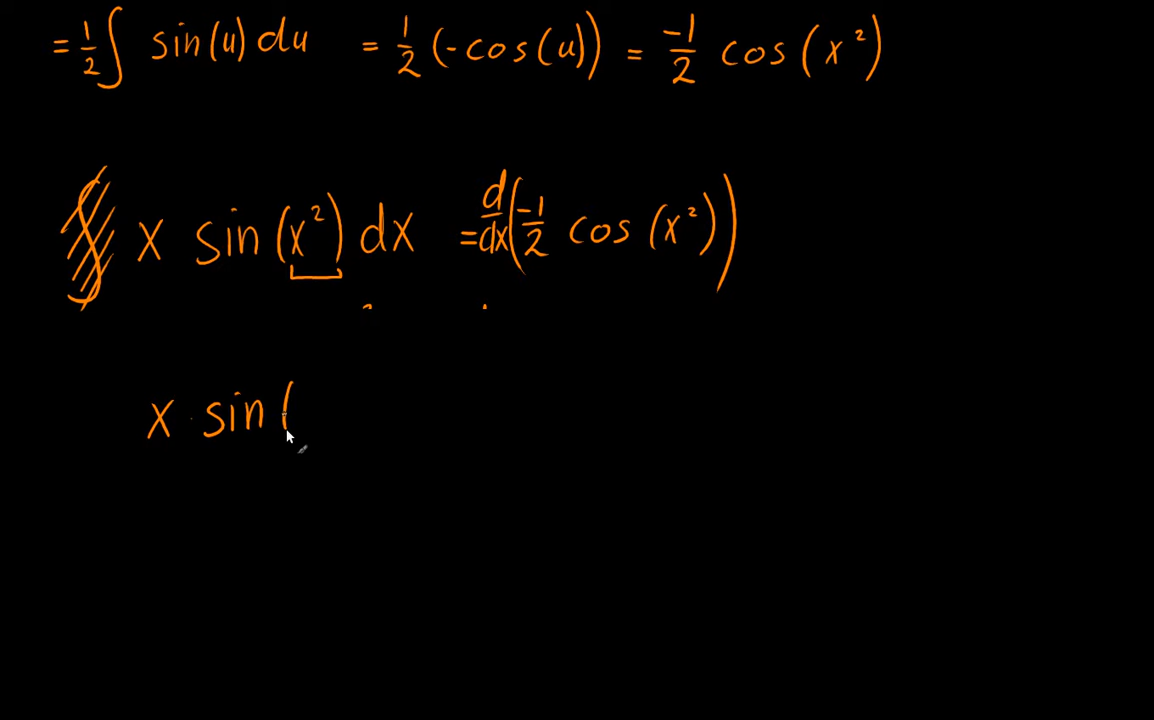 = 1/2 ∫ sin(u) du = 1/2 (-cos(u)) = -1/2 cos(x²)
∫ x sin(x²) dx = d/dx(-1/2 cos(x²))
x · sin(